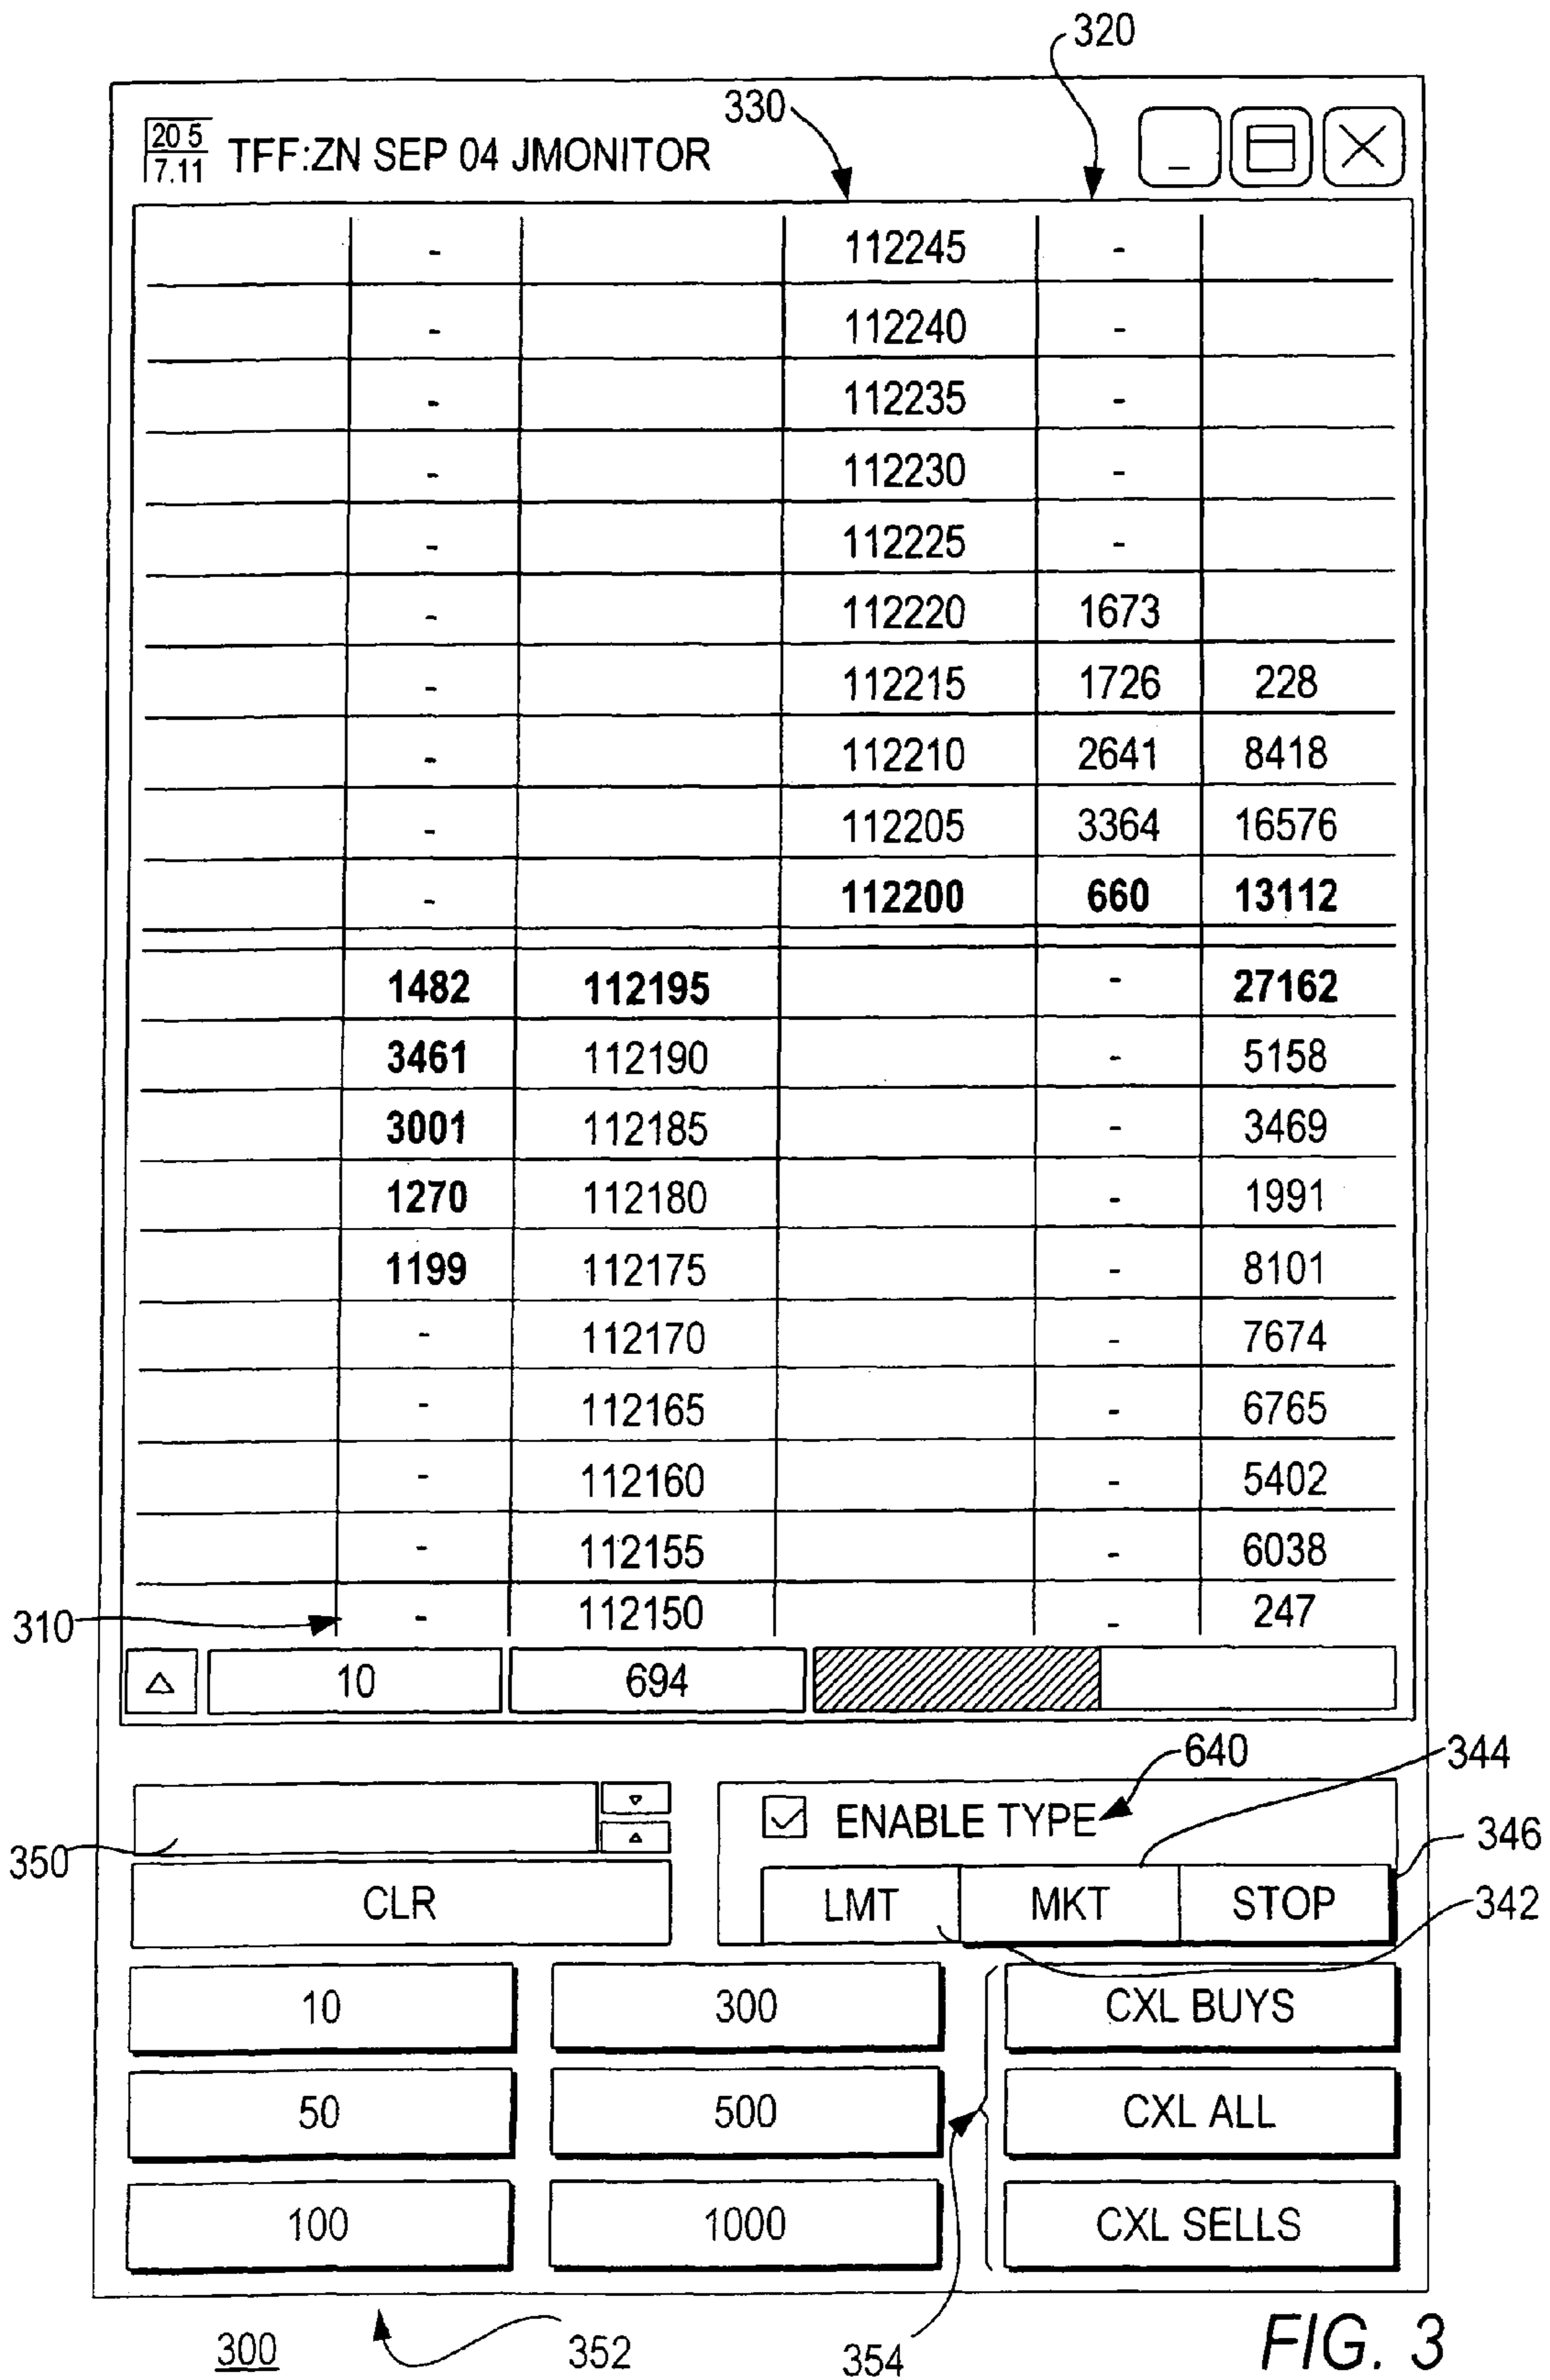 320
330
20 5
7.11
TFF:ZN SEP 04 JMONITOR
- 112245 -
- 112240 -
- 112235 -
- 112230 -
- 112225 -
- 112220 1673
- 112215 1726 228
- 112210 2641 8418
- 112205 3364 16576
- 112200 660 13112
1482 112195 - 27162
3461 112190 - 5158
3001 112185 - 3469
1270 112180 - 1991
1199 112175 - 8101
- 112170 - 7674
- 112165 - 6765
- 112160 - 5402
- 112155 - 6038
310 - 112150 - 247
10 694
640 344
ENABLE TYPE
350 346
CLR LMT MKT STOP 342
10 300 CXL BUYS
50 500 CXL ALL
100 1000 CXL SELLS
300 352 354 FIG. 3